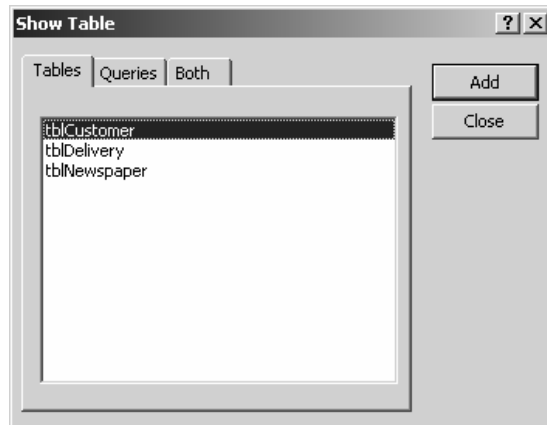 Show Table
? ×
Tables Queries Both
Add
Close
tblCustomer
tblDelivery
tblNewspaper